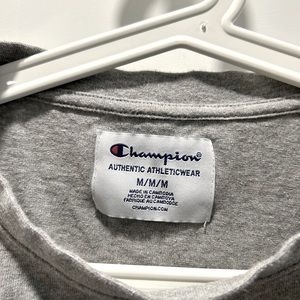 Champion®
AUTHENTIC ATHLETICWEAR
M/M/M
MADE IN CAMBODIA
HECHO EN CAMBOYA
FABRIQUÉ AU CAMBODGE
CHAMPION.COM